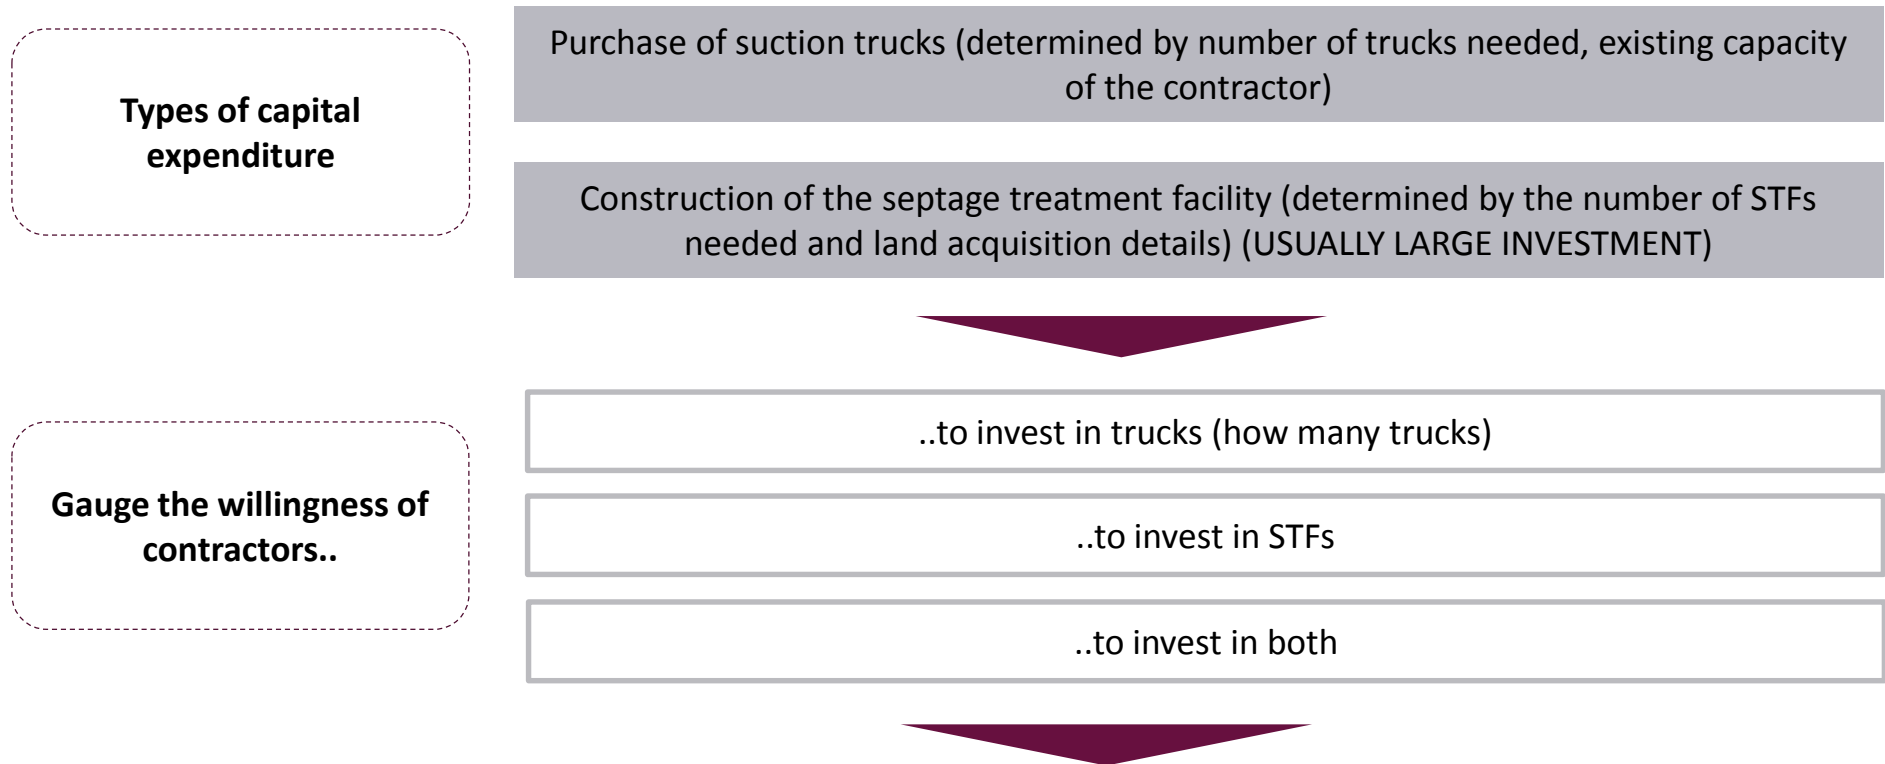 Types of capital
expenditure
Purchase of suction trucks (determined by number of trucks needed, existing capacity
of the contractor)
Construction of the septage treatment facility (determined by the number of STFs
needed and land acquisition details) (USUALLY LARGE INVESTMENT)
Gauge the willingness of
contractors..
..to invest in trucks (how many trucks)
..to invest in STFs
..to invest in both